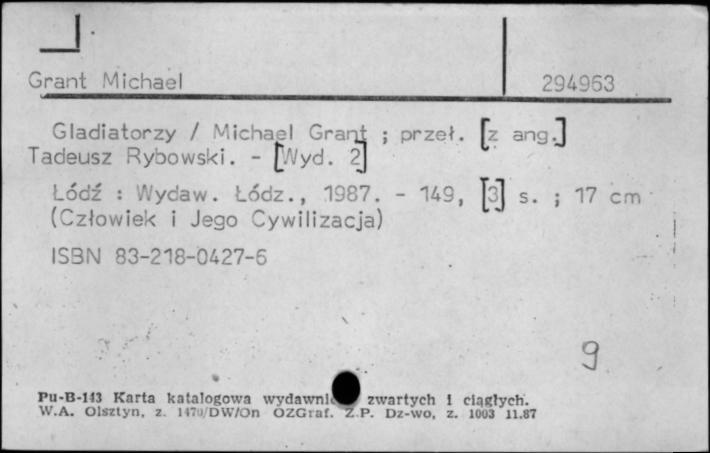 Grant Michael 294963
Gladiatorzy / Michael Grant ; przeł. [z ang.]
Tadeusz Rybowski. - [Wyd. 2]
Łódź : Wydaw. Łódz., 1987. - 149, [3] s. ; 17 cm
(Człowiek i Jego Cywilizacja)
ISBN 83-218-0427-6
9
Pu-B-143 Karta katalogowa zwartych i ciągłych.
W.A. Olsztyn, z. DW/On OZGraf. Z.P. Dz-wo, z. 1003 11.87